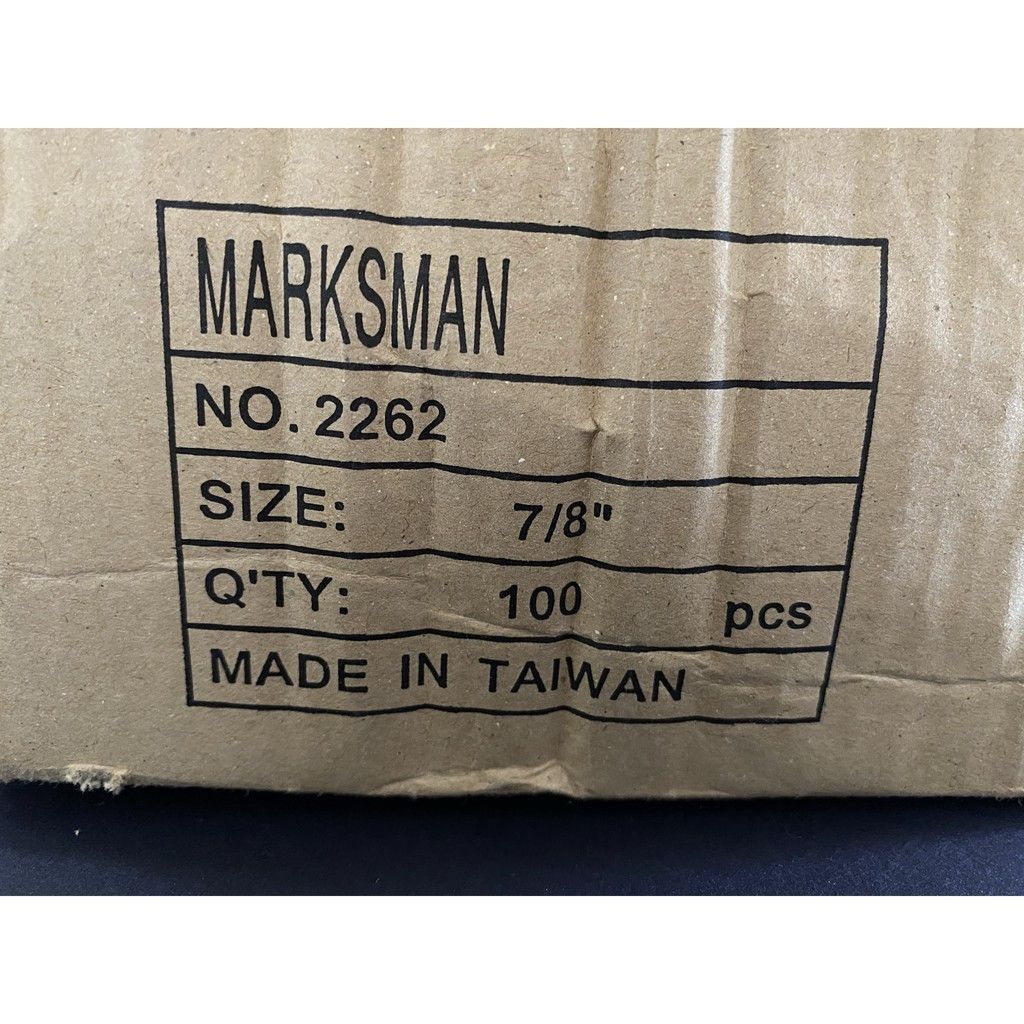 MARKSMAN
NO. 2262
SIZE: 7/8"
Q'TY: 100 pcs
MADE IN TAIWAN